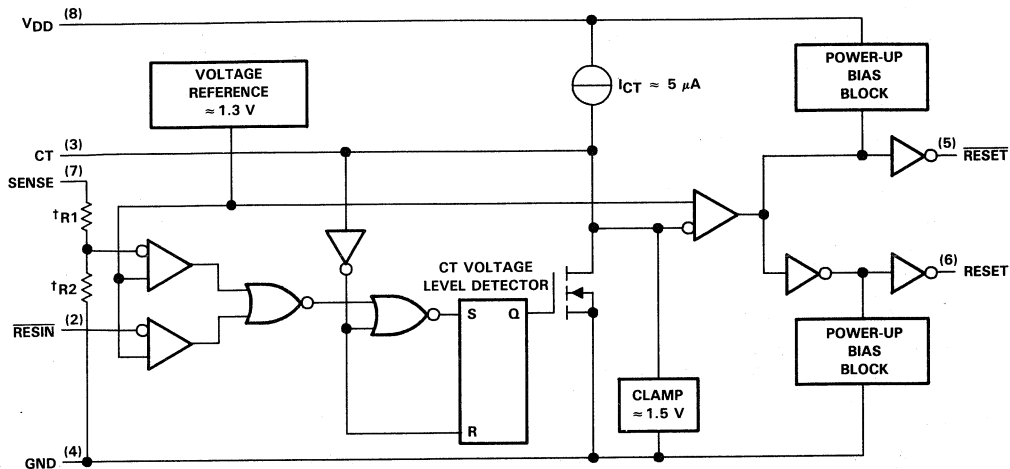 VDD (8)
VOLTAGE
REFERENCE
≈ 1.3 V
ICT ≈ 5 μA
POWER-UP
BIAS
BLOCK
CT (3)
SENSE (7)
(5) RESET
†R1
†R2
CT VOLTAGE
LEVEL DETECTOR
(6) RESET
RESIN (2)
S Q
R
POWER-UP
BIAS
BLOCK
CLAMP
≈ 1.5 V
GND (4)